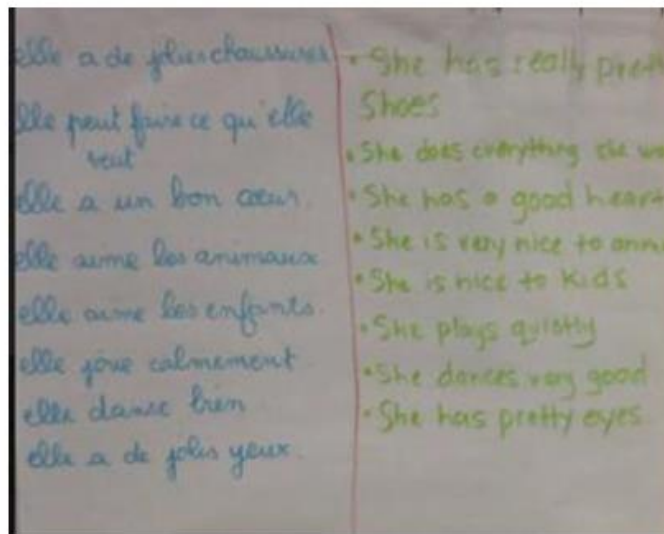 elle a de jolies chaussures
elle peut faire ce qu'elle
veut
elle a un bon cœur.
elle aime les animaux
elle aime les enfants.
elle joue calmement
elle danse bien
elle a de jolis yeux.
• She has really
Shoes
• She does everything she
• She has a good heart
• She is very nice to
• She is nice to kids
• She plays quietly
• She dances very good
• She has pretty eyes